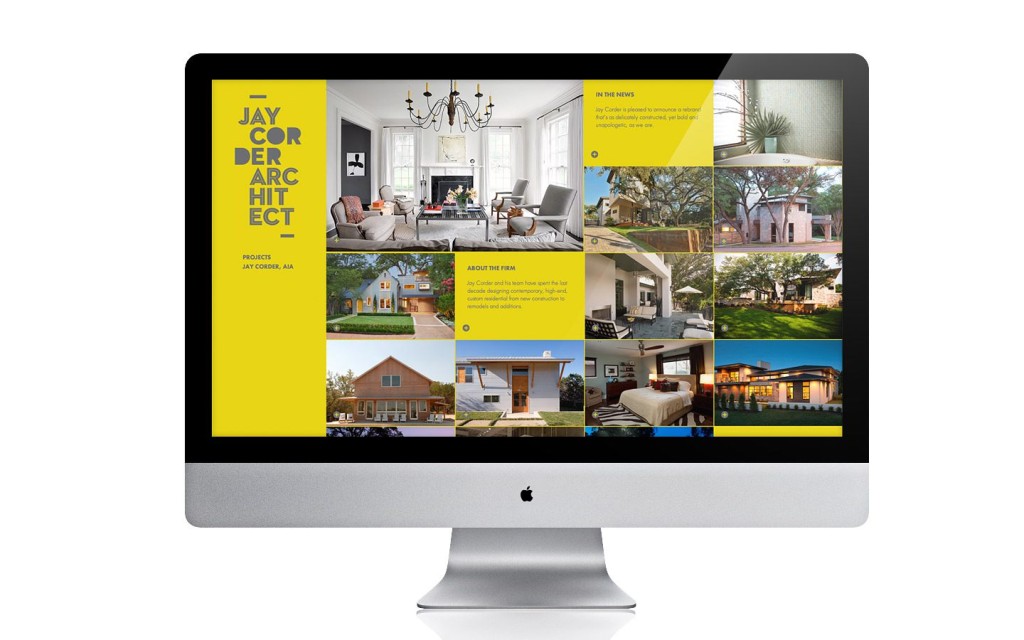 JAY
COR
DER
ARC
HIT
ECT
PROJECTS
JAY CORDER, AIA
IN THE NEWS
Jay Corder is pleased to announce a rebrand
that's as delicately constructed, yet bold and
unapologetic, as we are.
ABOUT THE FIRM
Jay Corder and his team have spent the last
decade designing contemporary, high-end,
custom residential from new construction to
remodels and additions.